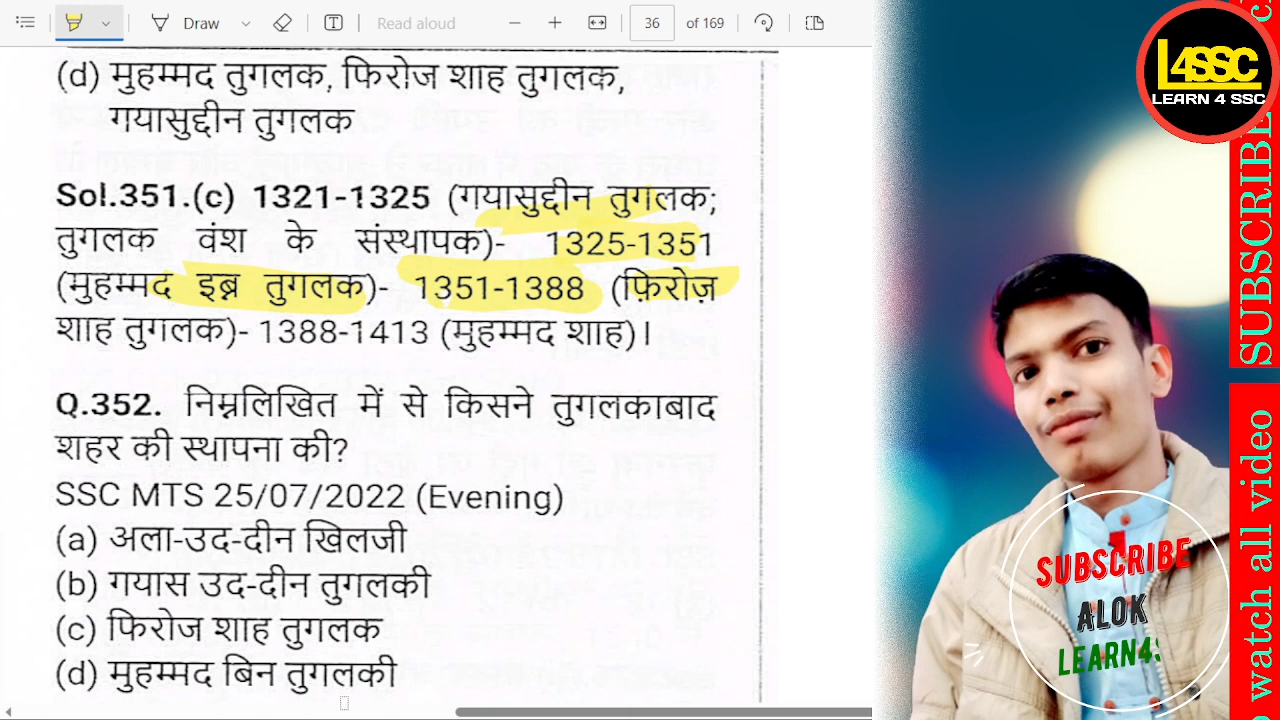 Draw
Read aloud
36
of 169
(d) मुहम्मद तुगलक, फिरोज शाह तुगलक,
गयासुद्दीन तुगलक
Sol.351.(c) 1321-1325 (गयासुद्दीन तुगलक;
तुगलक वंश के संस्थापक)- 1325-1351
(मुहम्मद इब्न तुगलक)- 1351-1388 (फ़िरोज़
शाह तुगलक)- 1388-1413 (मुहम्मद शाह)।
Q.352. निम्नलिखित में से किसने तुगलकाबाद
शहर की स्थापना की?
SSC MTS 25/07/2022 (Evening)
(a) अला-उद-दीन खिलजी
(b) गयास उद-दीन तुगलकी
(c) फिरोज शाह तुगलक
(d) मुहम्मद बिन तुगलकी
L4SSC
LEARN 4 SSC
SUBSCRIBE
watch all video
SUBSCRIBE
ALOK
LEARN4